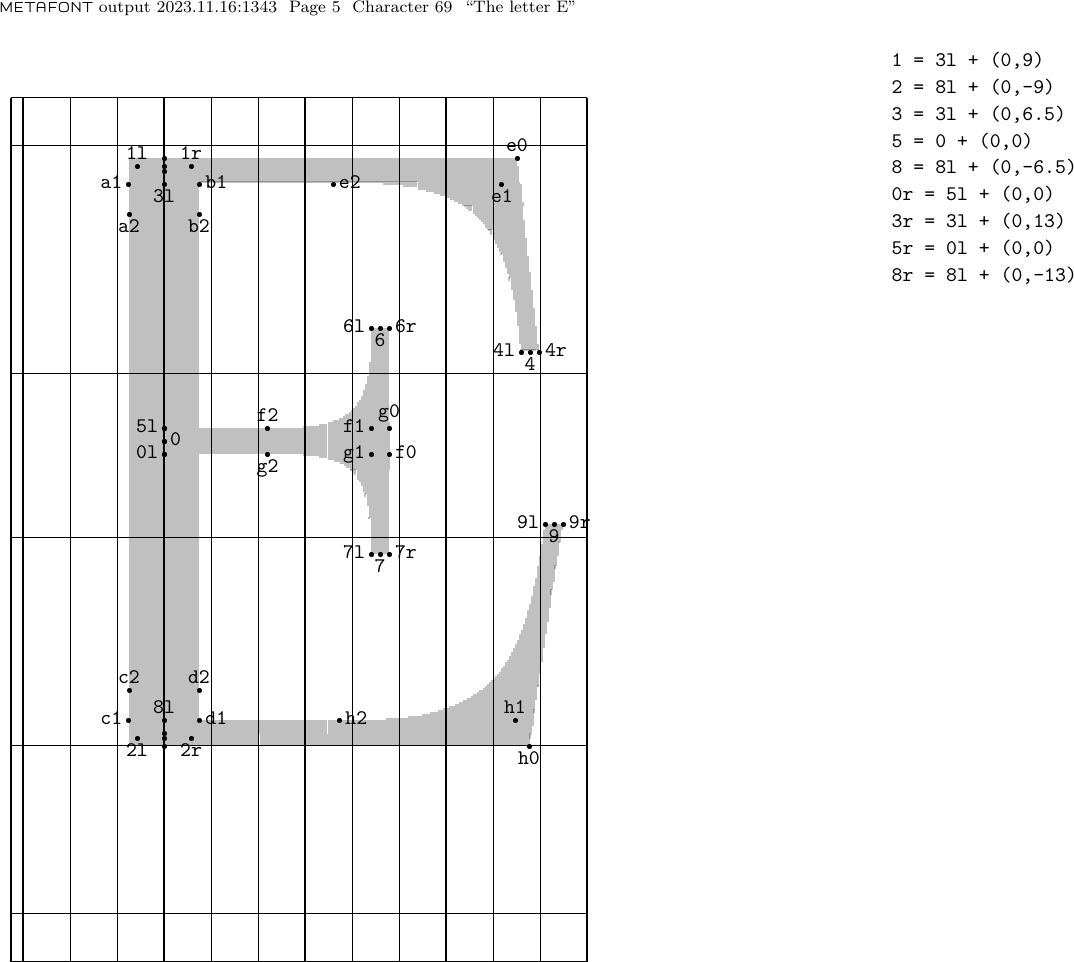 METAFONT output 2023.11.16:1343 Page 5 Character 69 “The letter E”
1 = 3l + (0,9)
2 = 8l + (0,-9)
3 = 3l + (0,6.5)
5 = 0 + (0,0)
8 = 8l + (0,-6.5)
0r = 5l + (0,0)
3r = 3l + (0,13)
5r = 0l + (0,0)
8r = 8l + (0,-13)
e0
1l 1r
a1 3l b1 e2 e1
a2 b2
6l 6 6r
4l 4 4r
5l f2 f1 g0
0
0l g2 g1 f0
9l 9 9r
7l 7 7r
c2 d2
c1 8l d1 h2 h1
2l 2r h0